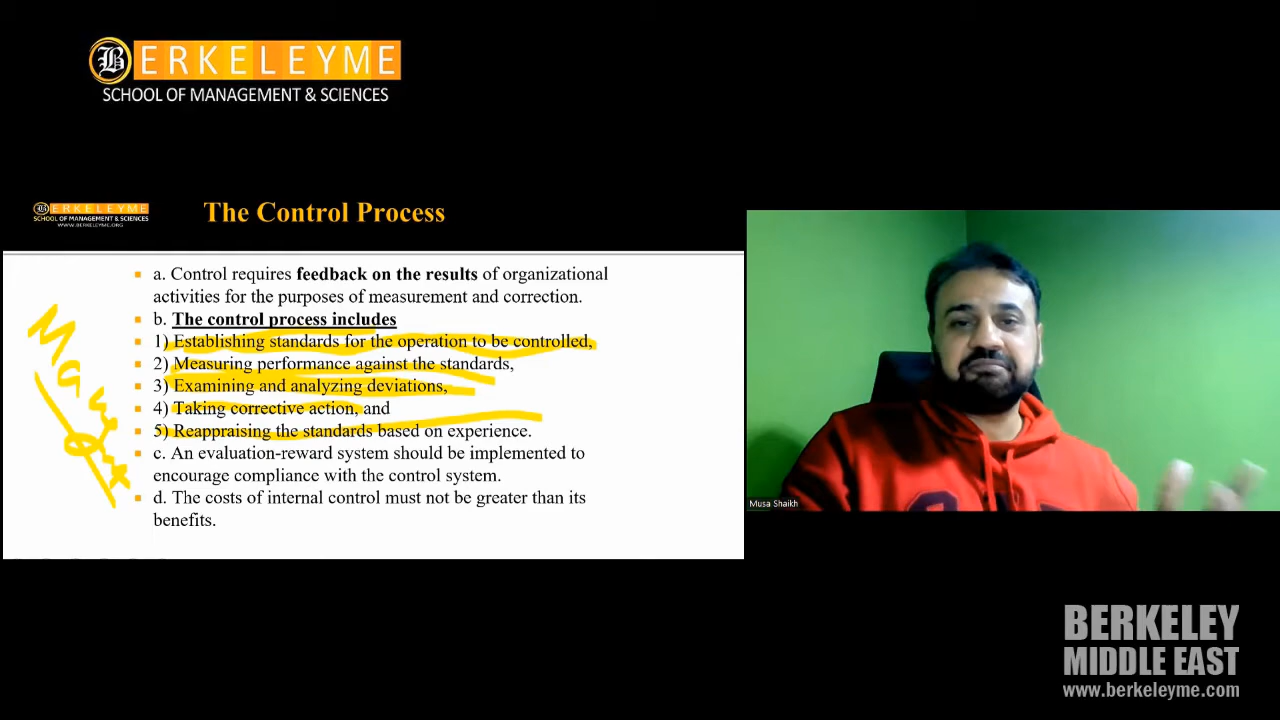 BERKELEYME
SCHOOL OF MANAGEMENT & SCIENCES
BERKELEYME
SCHOOL OF MANAGEMENT & SCIENCES
WWW.BERKELEYME.ORG
The Control Process
a. Control requires feedback on the results of organizational
activities for the purposes of measurement and correction.
b. The control process includes
1) Establishing standards for the operation to be controlled,
2) Measuring performance against the standards,
3) Examining and analyzing deviations,
4) Taking corrective action, and
5) Reappraising the standards based on experience.
c. An evaluation-reward system should be implemented to
encourage compliance with the control system.
d. The costs of internal control must not be greater than its
benefits.
Musa Shaikh
BERKELEY
MIDDLE EAST
www.berkeleyme.com